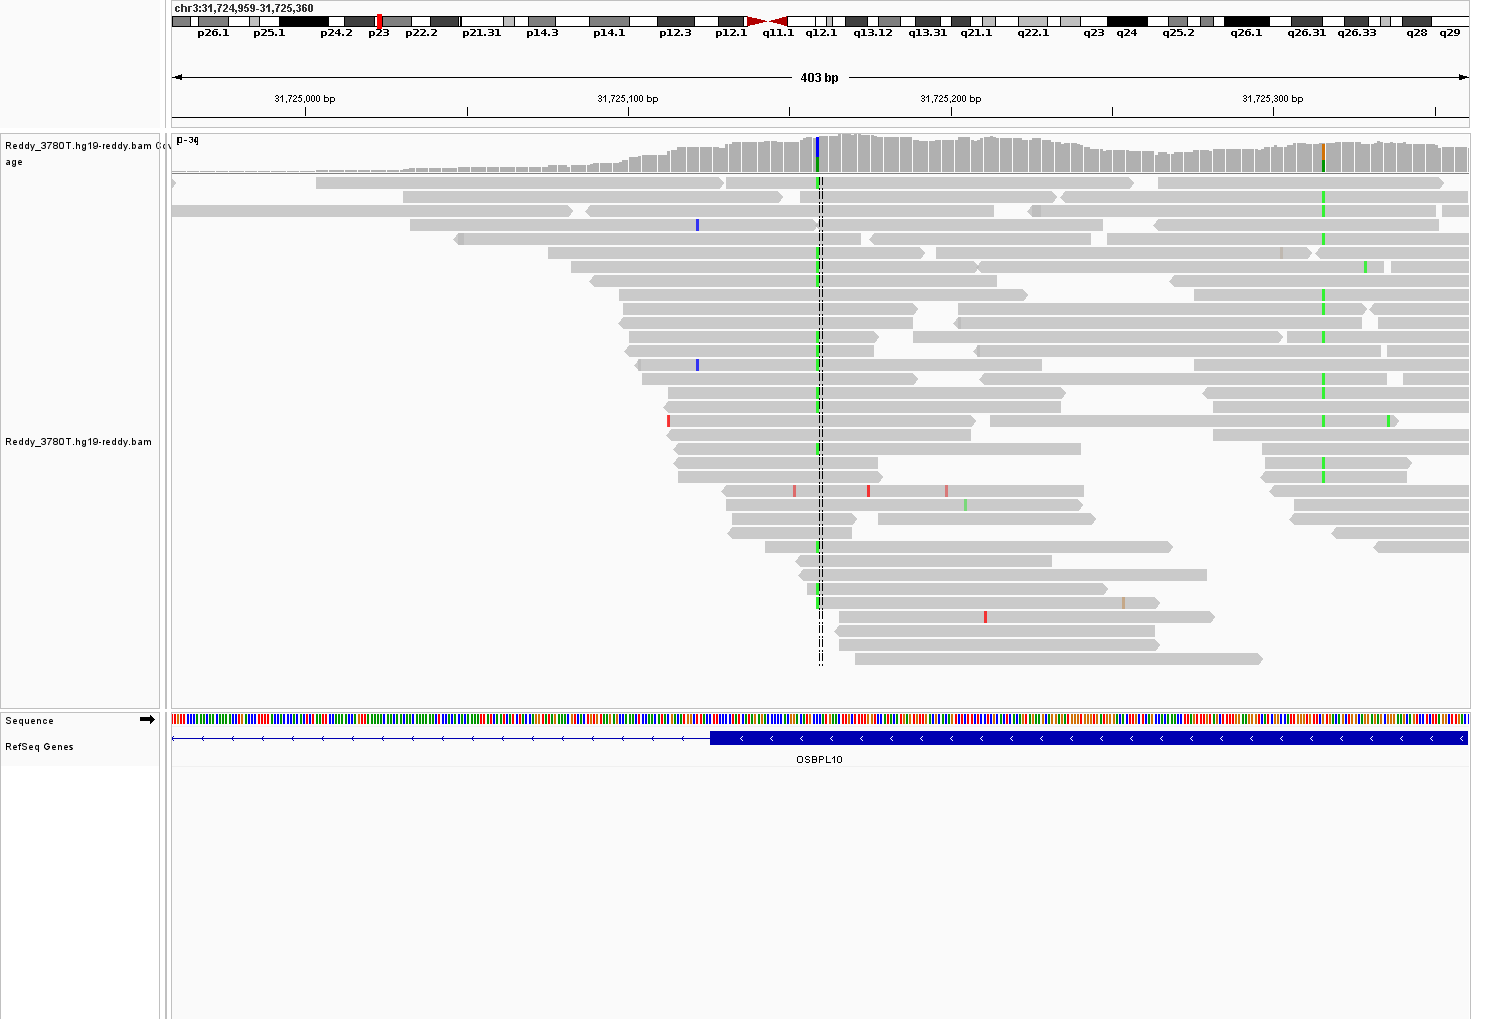 chr3:31,724,959-31,725,360
p26.1 p25.1 p24.2 p23 p22.2 p21.31 p14.3 p14.1 p12.3 p12.1 q11.1 q12.1 q13.12 q13.31 q21.1 q22.1 q23 q24 q25.2 q26.1 q26.31 q26.33 q28 q29
403 bp
31,725,000 bp 31,725,100 bp 31,725,200 bp 31,725,300 bp
Reddy_3780T.hg19-reddy.bam Cov
age
Reddy_3780T.hg19-reddy.bam
Sequence
RefSeq Genes
OSBPL10